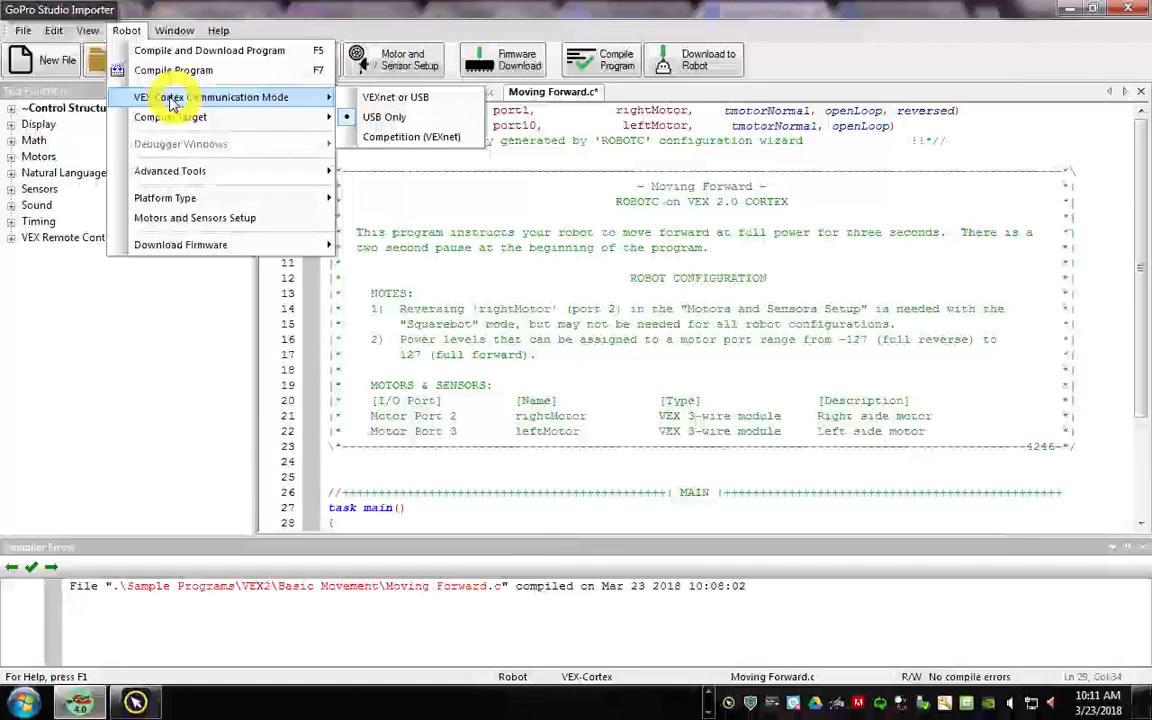 GoPro Studio Importer
File Edit View Robot Window Help
New File
Motor and Sensor Setup
Firmware Download
Compile Program
Download to Robot
Compile and Download Program F5
Compile Program F7
VEX Cortex Communication Mode
Compiler Target
Debugger Windows
Advanced Tools
Platform Type
Motors and Sensors Setup
Download Firmware
VEXnet or USB
USB Only
Competition (VEXnet)
~Control Structu
Display
Math
Motors
Natural Language
Sensors
Sound
Timing
VEX Remote Cont
Moving Forward.c*
port1, rightMotor, tmotorNormal, openLoop, reversed)
port10, leftMotor, tmotorNormal, openLoop)
y generated by 'ROBOTC' configuration wizard !!*//
- Moving Forward -
ROBOTC on VEX 2.0 CORTEX
This program instructs your robot to move forward at full power for three seconds. There is a
two second pause at the beginning of the program.
11
12 |* ROBOT CONFIGURATION *|
13 |* NOTES: *|
14 |* 1) Reversing 'rightMotor' (port 2) in the "Motors and Sensors Setup" is needed with the *|
15 |* "Squarebot" mode, but may not be needed for all robot configurations. *|
16 |* 2) Power levels that can be assigned to a motor port range from -127 (full reverse) to *|
17 |* 127 (full forward). *|
18 |* *|
19 |* MOTORS & SENSORS: *|
20 |* [I/O Port] [Name] [Type] [Description] *|
21 |* Motor Port 2 rightMotor VEX 3-wire module Right side motor *|
22 |* Motor Port 3 leftMotor VEX 3-wire module Left side motor *|
23 \*-----4246-*/
24
25
26 //+++++++++++++++++++++++++++++++++++++++++++++| MAIN |+++++++++++++++++++++++++++++++++++++++++++++++
27 task main()
28 {
File ".\Sample Programs\VEX2\Basic Movement\Moving Forward.c" compiled on Mar 23 2018 10:08:02
For Help, press F1 Robot VEX-Cortex Moving Forward.c R/W No compile errors Ln 29, Col 34
4.0
10:11 AM
3/23/2018